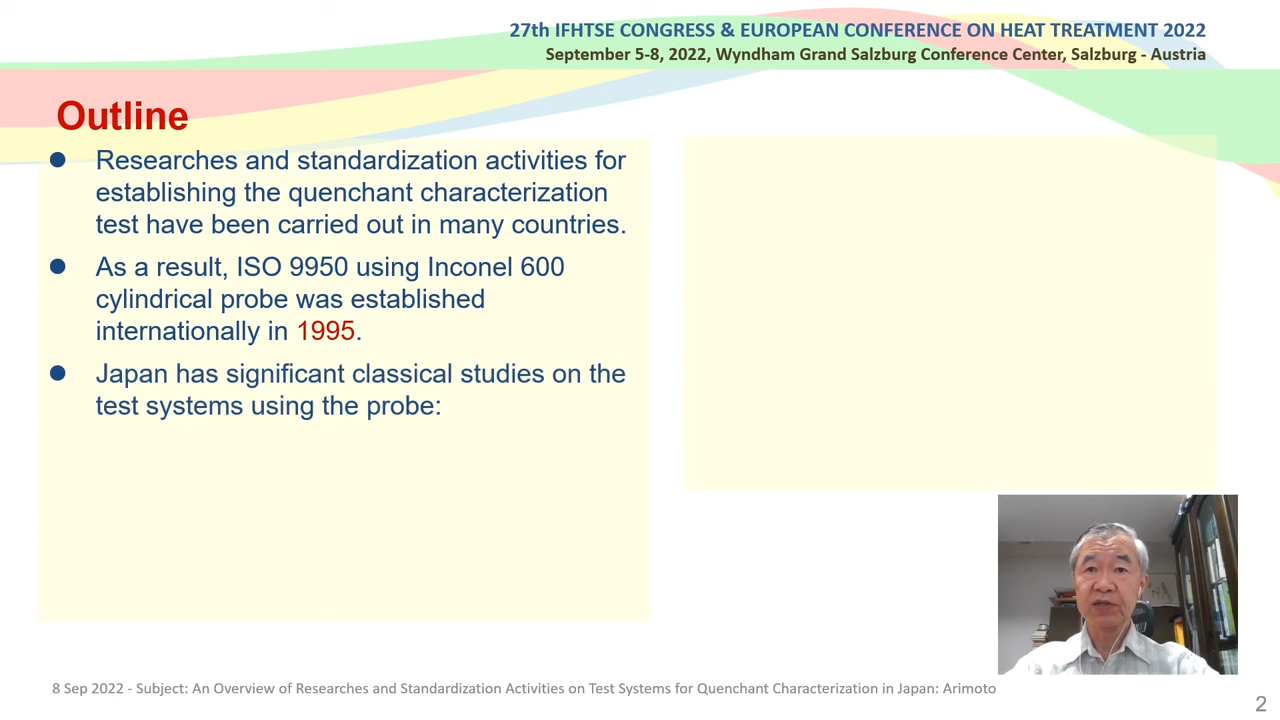 27th IFHTSE CONGRESS & EUROPEAN CONFERENCE ON HEAT TREATMENT 2022
September 5-8, 2022, Wyndham Grand Salzburg Conference Center, Salzburg - Austria
Outline
● Researches and standardization activities for
establishing the quenchant characterization
test have been carried out in many countries.
● As a result, ISO 9950 using Inconel 600
cylindrical probe was established
internationally in 1995.
● Japan has significant classical studies on the
test systems using the probe:
8 Sep 2022 - Subject: An Overview of Researches and Standardization Activities on Test Systems for Quenchant Characterization in Japan: Arimoto
2